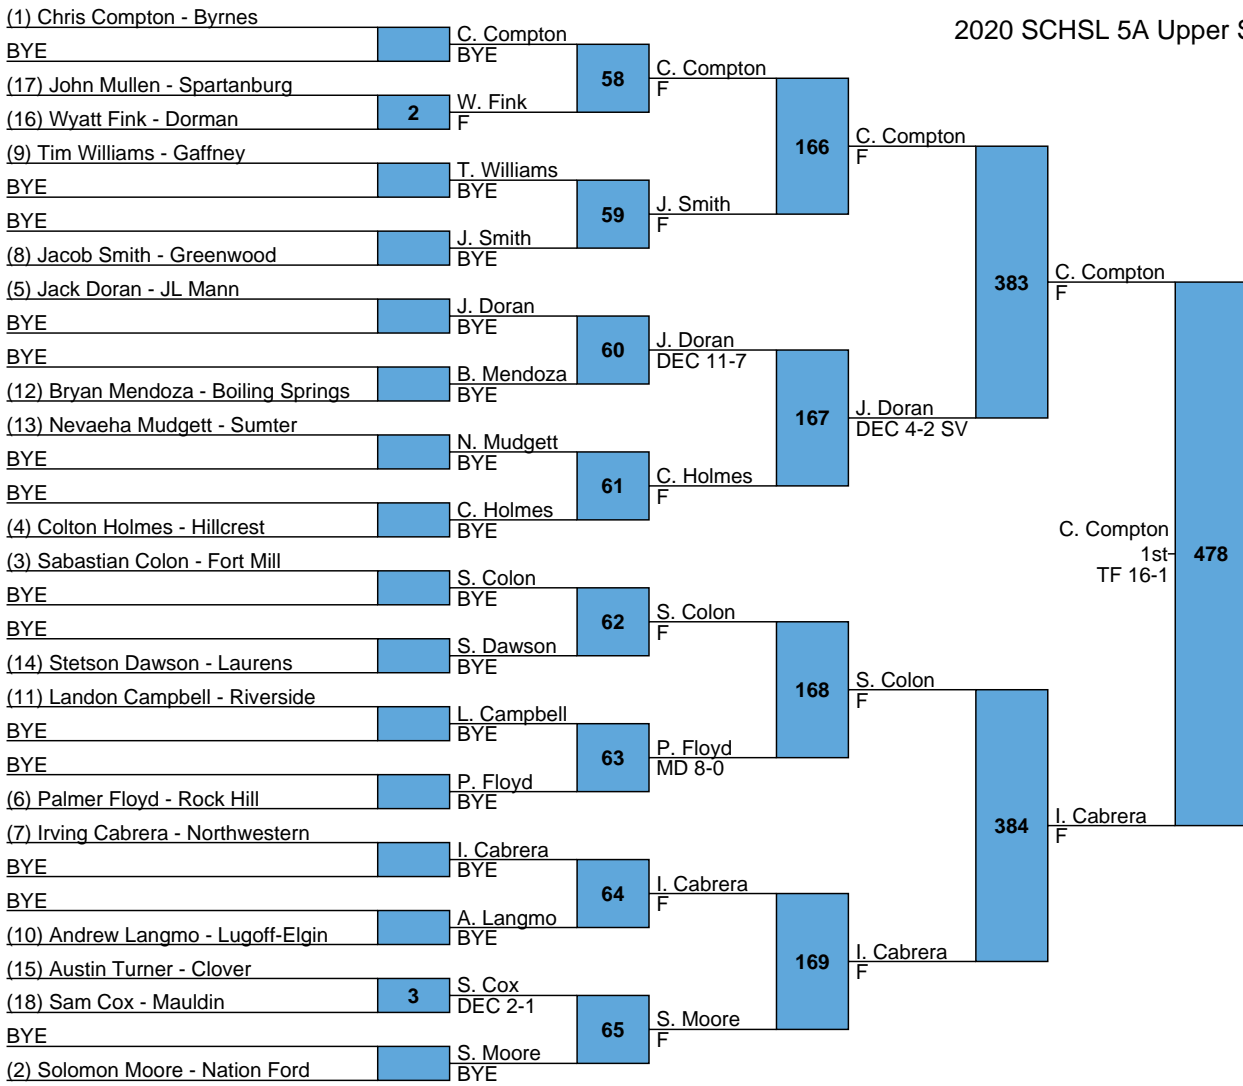 2020 SCHSL 5A Upper S
(1) Chris Compton - Byrnes
BYE
(17) John Mullen - Spartanburg
(16) Wyatt Fink - Dorman
(9) Tim Williams - Gaffney
BYE
BYE
(8) Jacob Smith - Greenwood
(5) Jack Doran - JL Mann
BYE
BYE
(12) Bryan Mendoza - Boiling Springs
(13) Nevaeha Mudgett - Sumter
BYE
BYE
(4) Colton Holmes - Hillcrest
(3) Sabastian Colon - Fort Mill
BYE
BYE
(14) Stetson Dawson - Laurens
(11) Landon Campbell - Riverside
BYE
BYE
(6) Palmer Floyd - Rock Hill
(7) Irving Cabrera - Northwestern
BYE
BYE
(10) Andrew Langmo - Lugoff-Elgin
(15) Austin Turner - Clover
(18) Sam Cox - Mauldin
BYE
(2) Solomon Moore - Nation Ford
2
3
C. Compton
BYE
W. Fink
F
T. Williams
BYE
J. Smith
BYE
J. Doran
BYE
B. Mendoza
BYE
N. Mudgett
BYE
C. Holmes
BYE
S. Colon
BYE
S. Dawson
BYE
L. Campbell
BYE
P. Floyd
BYE
I. Cabrera
BYE
A. Langmo
BYE
S. Cox
DEC 2-1
S. Moore
BYE
58
59
60
61
62
63
64
65
C. Compton
F
J. Smith
F
J. Doran
DEC 11-7
C. Holmes
F
S. Colon
F
P. Floyd
MD 8-0
I. Cabrera
F
S. Moore
F
166
167
168
169
C. Compton
F
J. Doran
DEC 4-2 SV
S. Colon
F
I. Cabrera
F
383
384
C. Compton
F
I. Cabrera
F
C. Compton
1st
TF 16-1
478